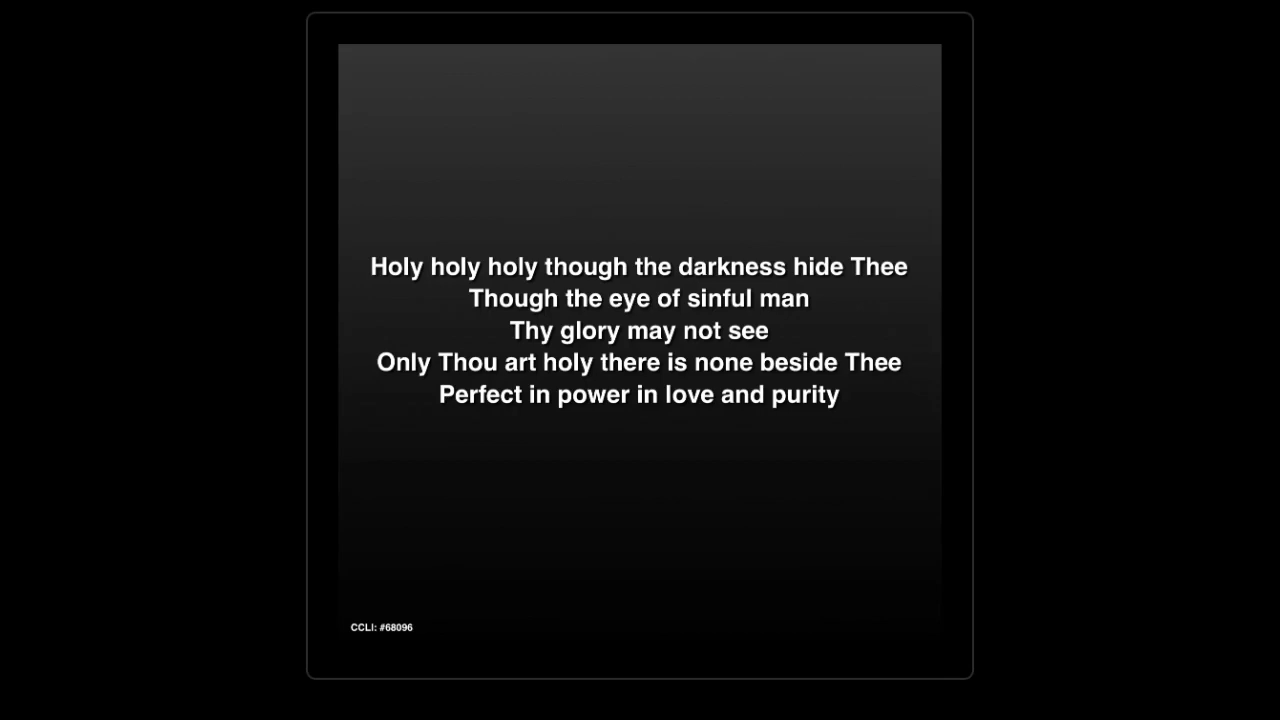 Holy holy holy though the darkness hide Thee
Though the eye of sinful man
Thy glory may not see
Only Thou art holy there is none beside Thee
Perfect in power in love and purity
CCLI: #68096